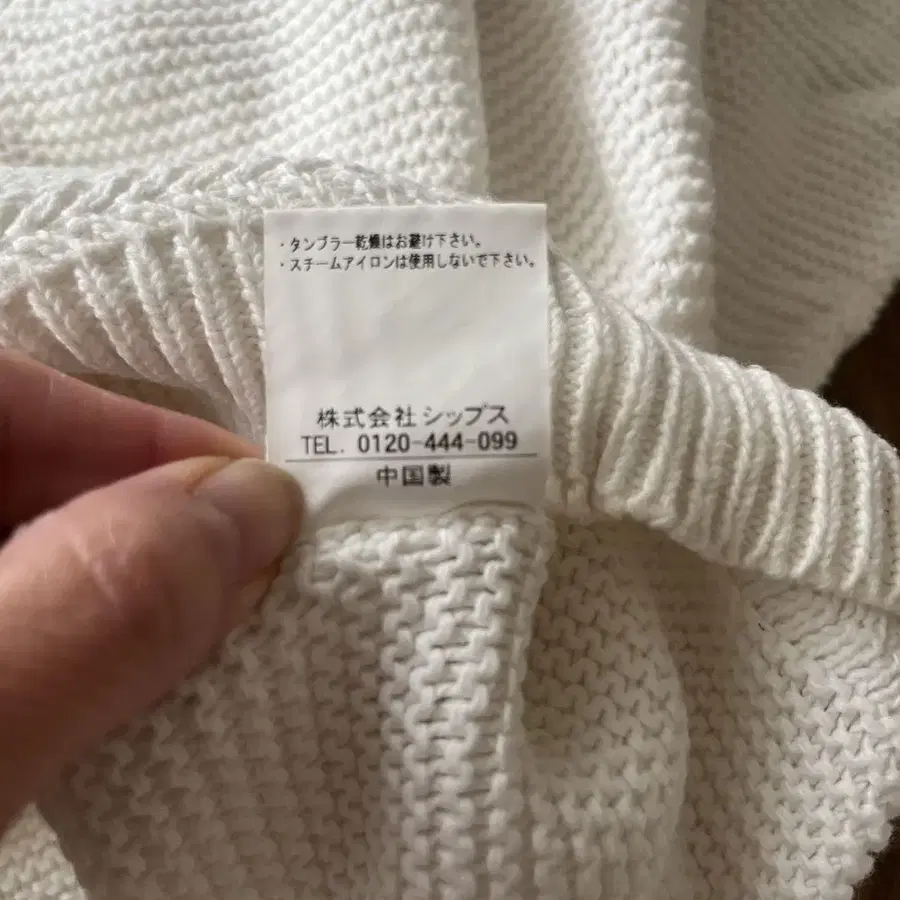 ・タンブラー乾燥はお避け下さい。
・スチームアイロンは使用しないで下さい。
株式会社シップス
TEL. 0120-444-099
中国製